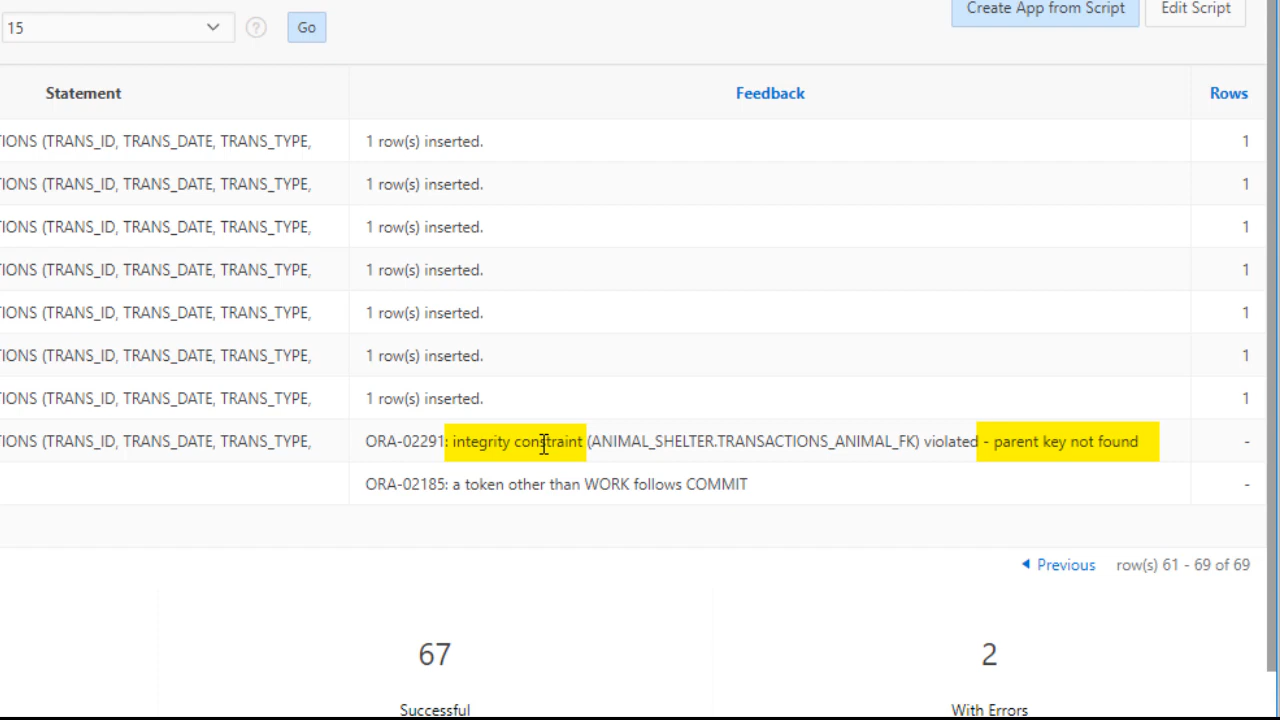 Create App from Script Edit Script
15 ? Go
Statement Feedback Rows
TIONS (TRANS_ID, TRANS_DATE, TRANS_TYPE, 1 row(s) inserted. 1
TIONS (TRANS_ID, TRANS_DATE, TRANS_TYPE, 1 row(s) inserted. 1
TIONS (TRANS_ID, TRANS_DATE, TRANS_TYPE, 1 row(s) inserted. 1
TIONS (TRANS_ID, TRANS_DATE, TRANS_TYPE, 1 row(s) inserted. 1
TIONS (TRANS_ID, TRANS_DATE, TRANS_TYPE, 1 row(s) inserted. 1
TIONS (TRANS_ID, TRANS_DATE, TRANS_TYPE, 1 row(s) inserted. 1
TIONS (TRANS_ID, TRANS_DATE, TRANS_TYPE, 1 row(s) inserted. 1
TIONS (TRANS_ID, TRANS_DATE, TRANS_TYPE, ORA-02291: integrity constraint (ANIMAL_SHELTER.TRANSACTIONS_ANIMAL_FK) violated - parent key not found -
ORA-02185: a token other than WORK follows COMMIT -
Previous row(s) 61 - 69 of 69
67 2
Successful With Errors